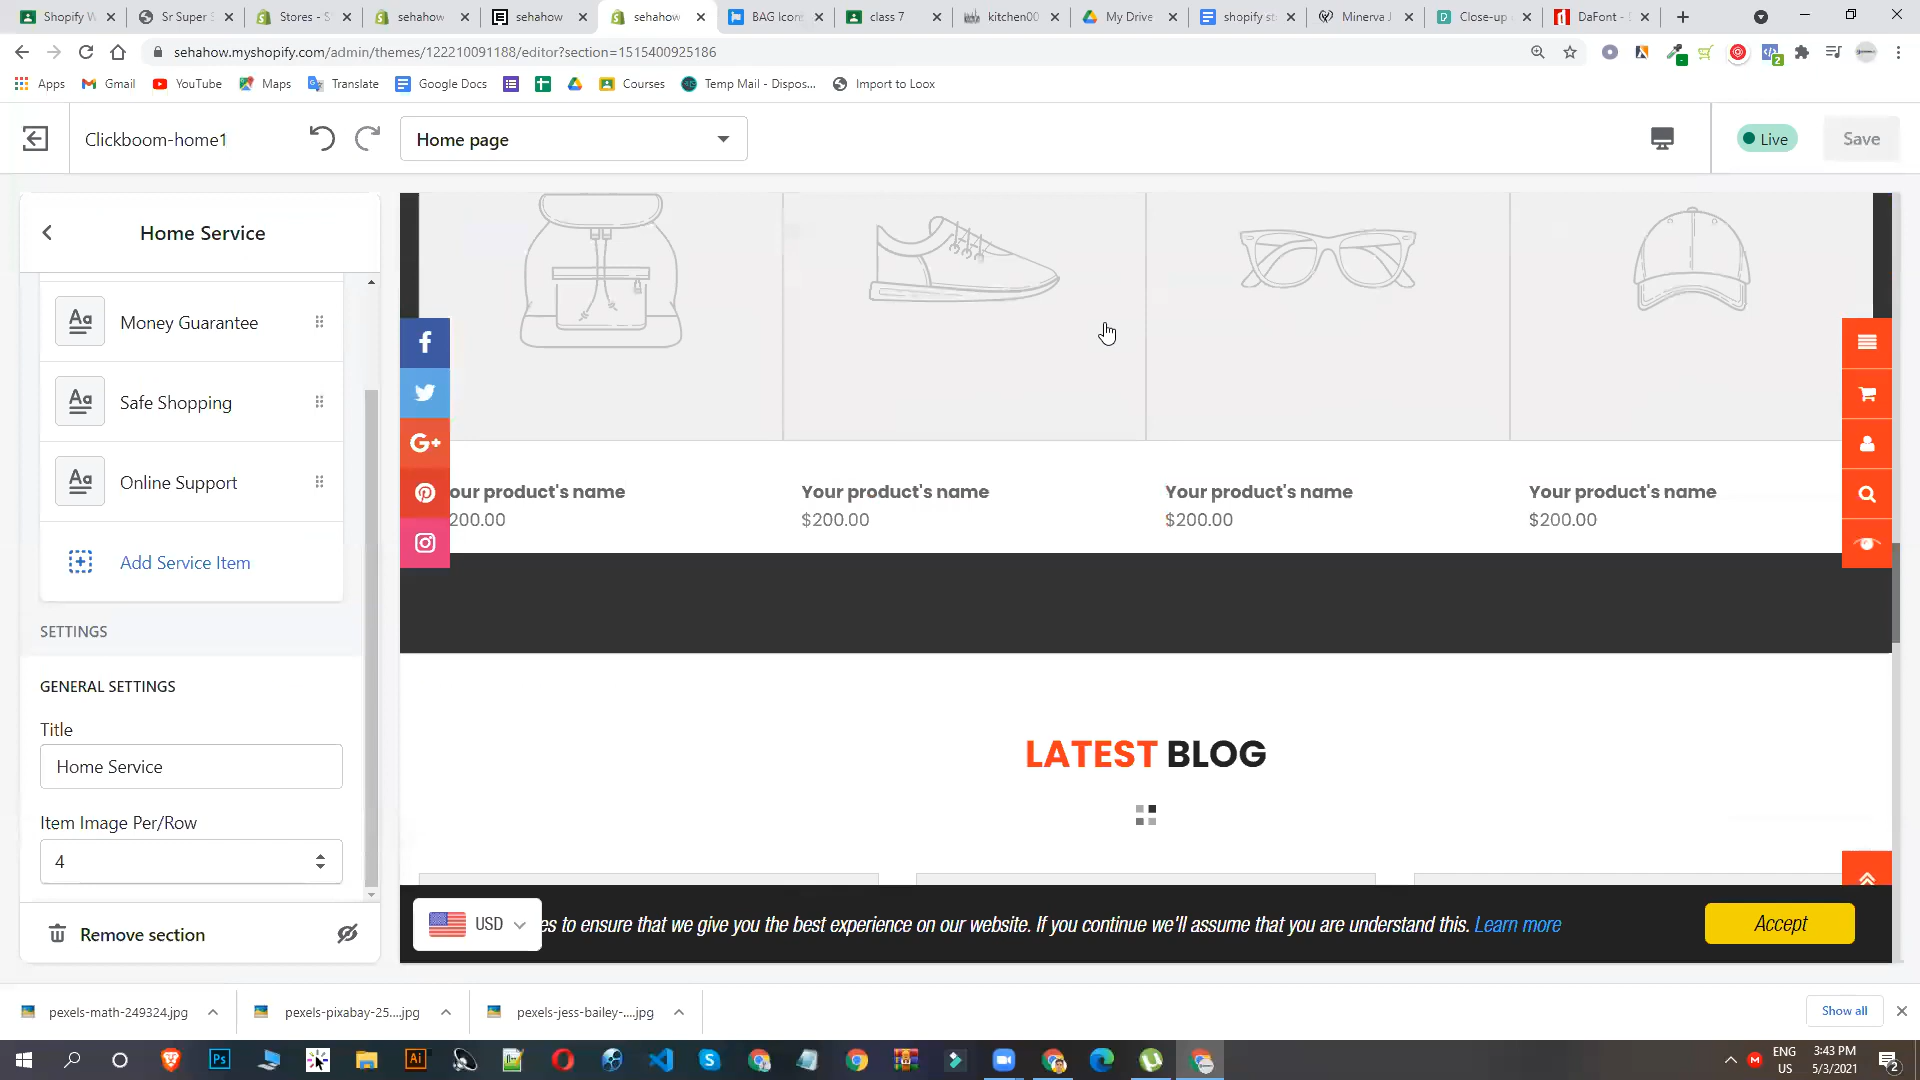 Shopify W
Sr Super S
Stores - S
sehahow
sehahow
sehahow
BAG Icon
class 7
kitchen00
My Drive
shopify st
Minerva J
Close-up
DaFont -
sehahow.myshopify.com/admin/themes/122210091188/editor?section=1515400925186
Apps
Gmail
YouTube
Maps
Translate
Google Docs
Courses
Temp Mail - Dispos...
Import to Loox
Clickboom-home1
Home page
Live
Save
Home Service
Money Guarantee
Safe Shopping
Online Support
Add Service Item
SETTINGS
GENERAL SETTINGS
Title
Home Service
Item Image Per/Row
4
Remove section
our product's name
200.00
Your product's name
$200.00
Your product's name
$200.00
Your product's name
$200.00
LATEST BLOG
USD
es to ensure that we give you the best experience on our website. If you continue we'll assume that you are understand this. Learn more
Accept
pexels-math-249324.jpg
pexels-pixabay-25....jpg
pexels-jess-bailey-....jpg
Show all
ENG
US
3:43 PM
5/3/2021